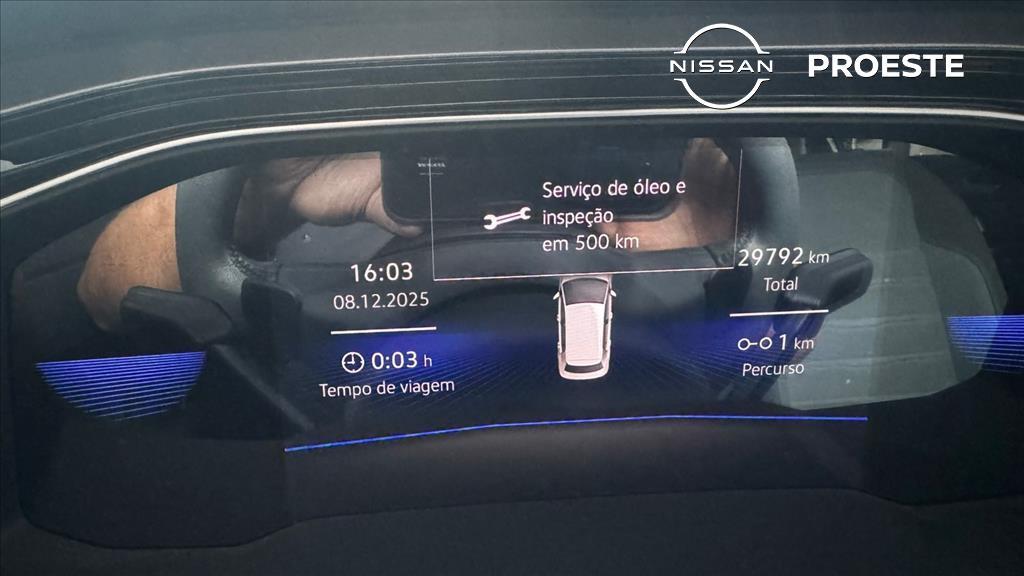 NISSAN PROESTE
Serviço de óleo e
inspeção
em 500 km
16:03
08.12.2025
0:03 h
Tempo de viagem
29792 km
Total
1 km
Percurso